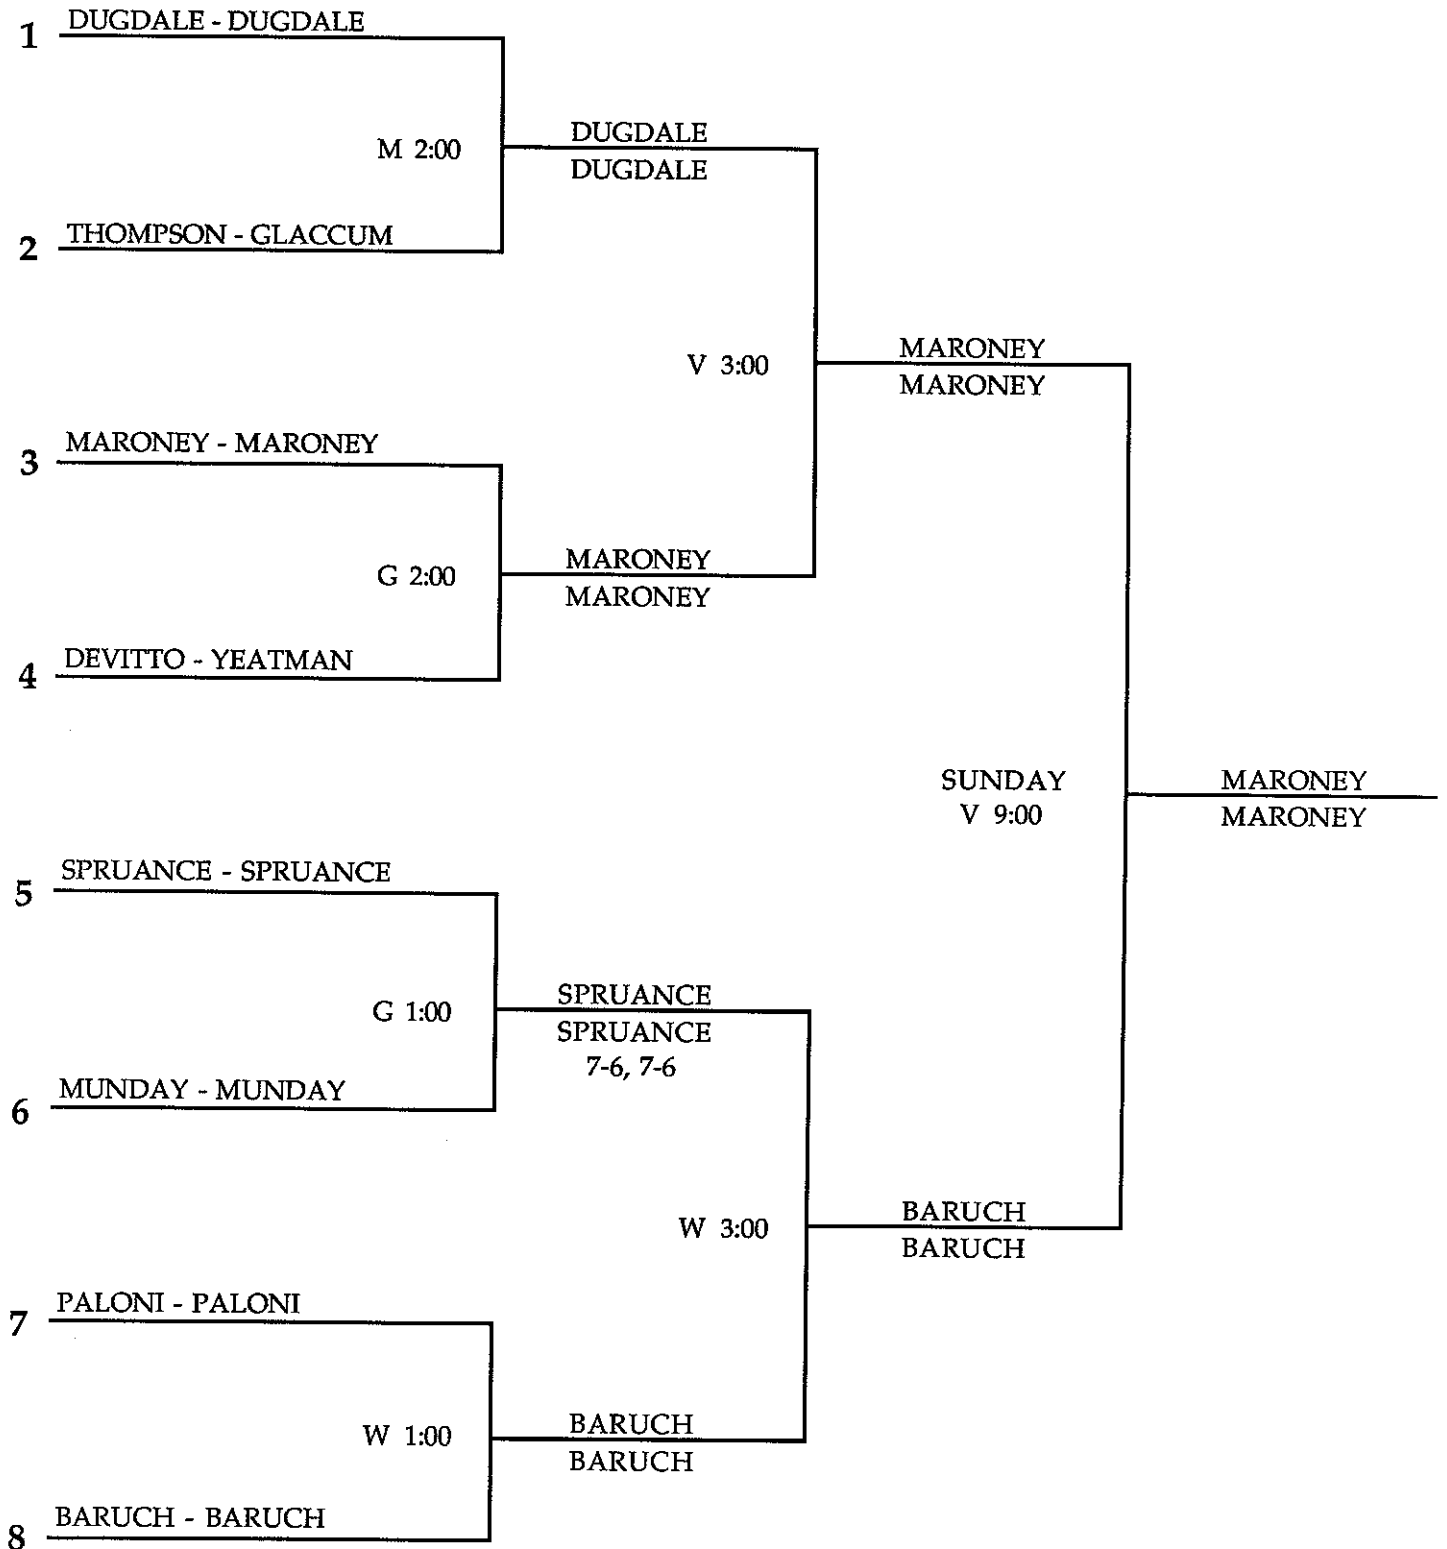 1 DUGDALE - DUGDALE
M 2:00
DUGDALE
DUGDALE
2 THOMPSON - GLACCUM
V 3:00
MARONEY
MARONEY
3 MARONEY - MARONEY
G 2:00
MARONEY
MARONEY
4 DEVITTO - YEATMAN
SUNDAY
V 9:00
MARONEY
MARONEY
5 SPRUANCE - SPRUANCE
G 1:00
SPRUANCE
SPRUANCE
7-6, 7-6
6 MUNDAY - MUNDAY
W 3:00
BARUCH
BARUCH
7 PALONI - PALONI
W 1:00
BARUCH
BARUCH
8 BARUCH - BARUCH